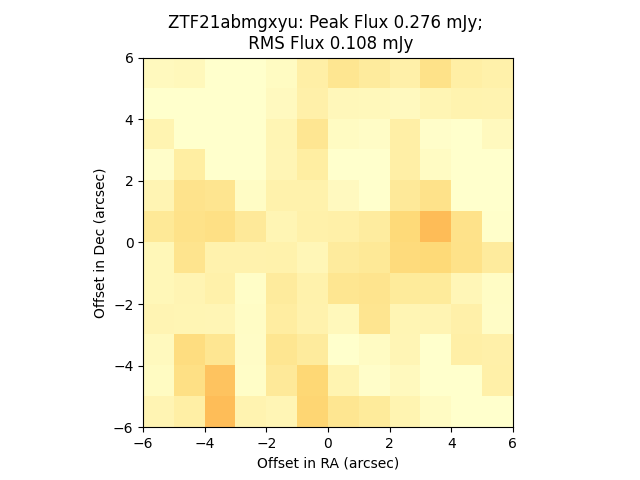 ZTF21abmgxyu: Peak Flux 0.276 mJy;
RMS Flux 0.108 mJy
6
4
2
0
−2
−4
−6
Offset in Dec (arcsec)
−6 −4 −2 0 2 4 6
Offset in RA (arcsec)